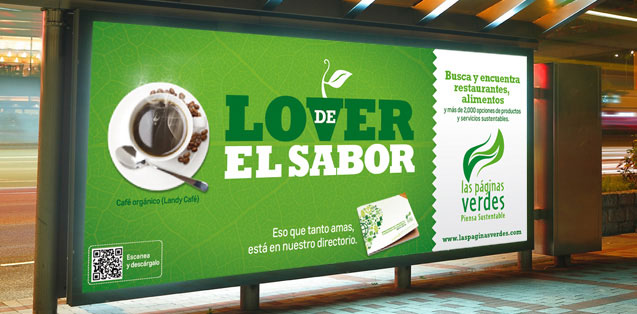 LOVER
DE
EL SABOR
Café orgánico (Landy Café)
Eso que tanto amas,
está en nuestro directorio.
Escanea
y descárgalo
Busca y encuentra
restaurantes,
alimentos
y más de 2,000 opciones de productos
y servicios sustentables.
las páginas
verdes
Piensa Sustentable
www.laspaginasverdes.com